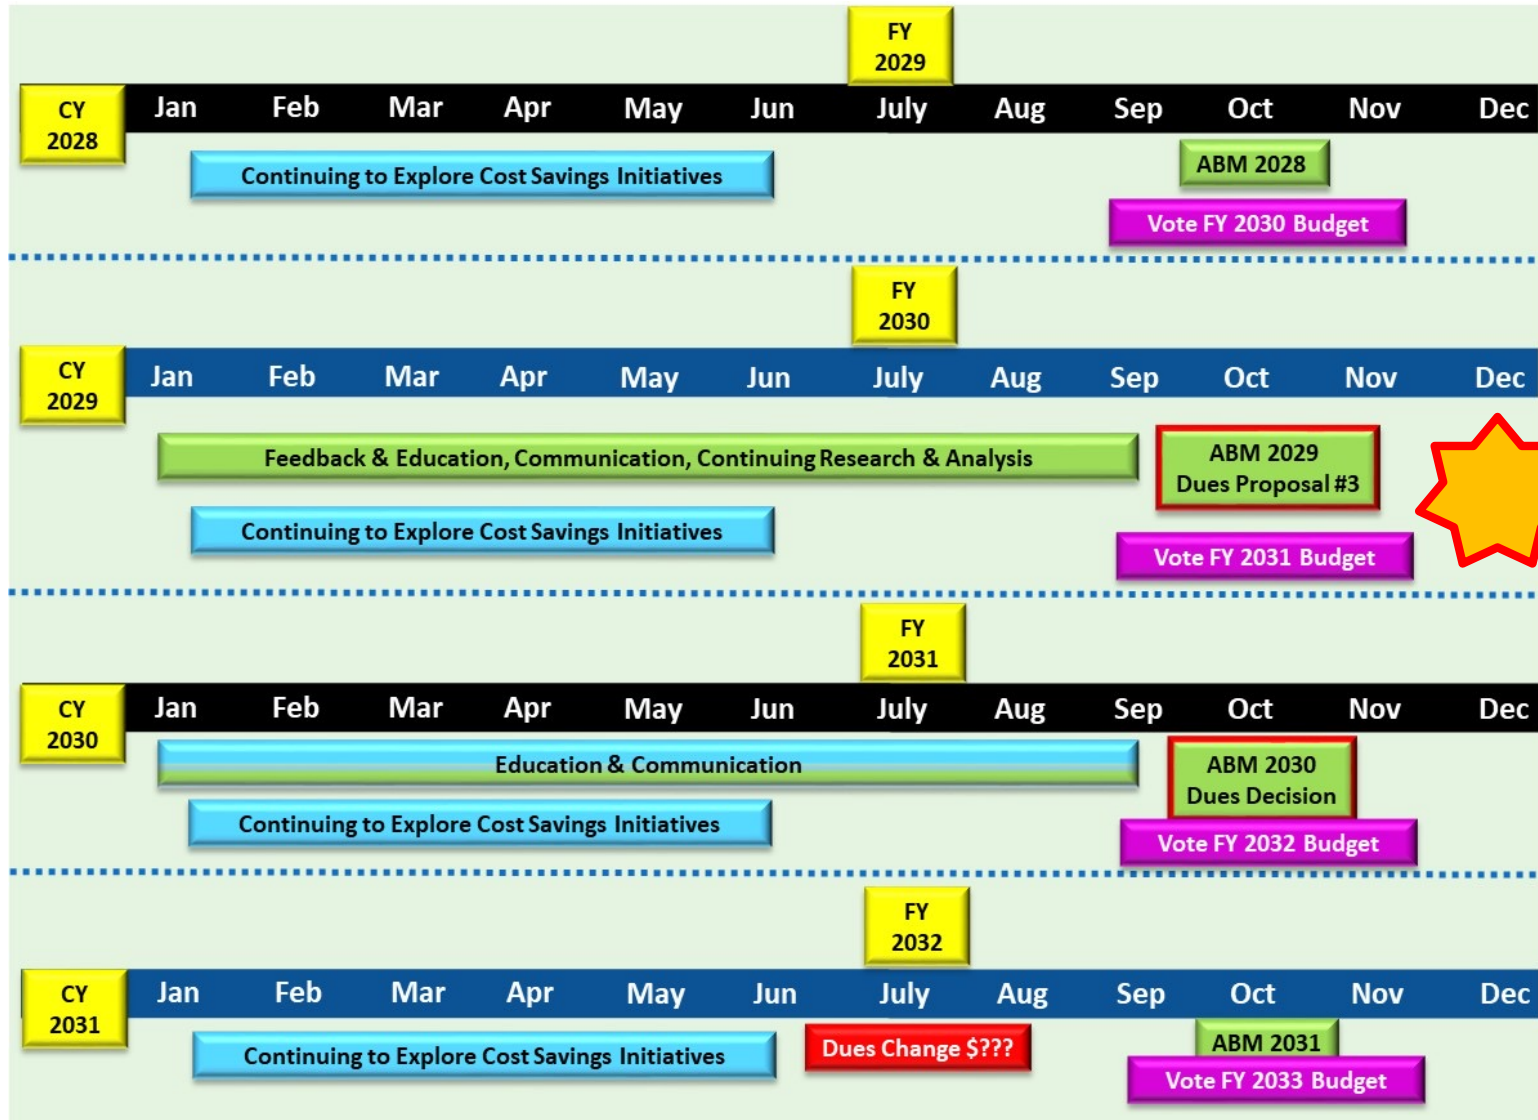 FY
2029
CY
2028
Jan Feb Mar Apr May Jun July Aug Sep Oct Nov Dec
Continuing to Explore Cost Savings Initiatives
ABM 2028
Vote FY 2030 Budget
FY
2030
CY
2029
Jan Feb Mar Apr May Jun July Aug Sep Oct Nov Dec
Feedback & Education, Communication, Continuing Research & Analysis
ABM 2029
Dues Proposal #3
Continuing to Explore Cost Savings Initiatives
Vote FY 2031 Budget
FY
2031
CY
2030
Jan Feb Mar Apr May Jun July Aug Sep Oct Nov Dec
Education & Communication
ABM 2030
Dues Decision
Continuing to Explore Cost Savings Initiatives
Vote FY 2032 Budget
FY
2032
CY
2031
Jan Feb Mar Apr May Jun July Aug Sep Oct Nov Dec
Continuing to Explore Cost Savings Initiatives
Dues Change $???
ABM 2031
Vote FY 2033 Budget